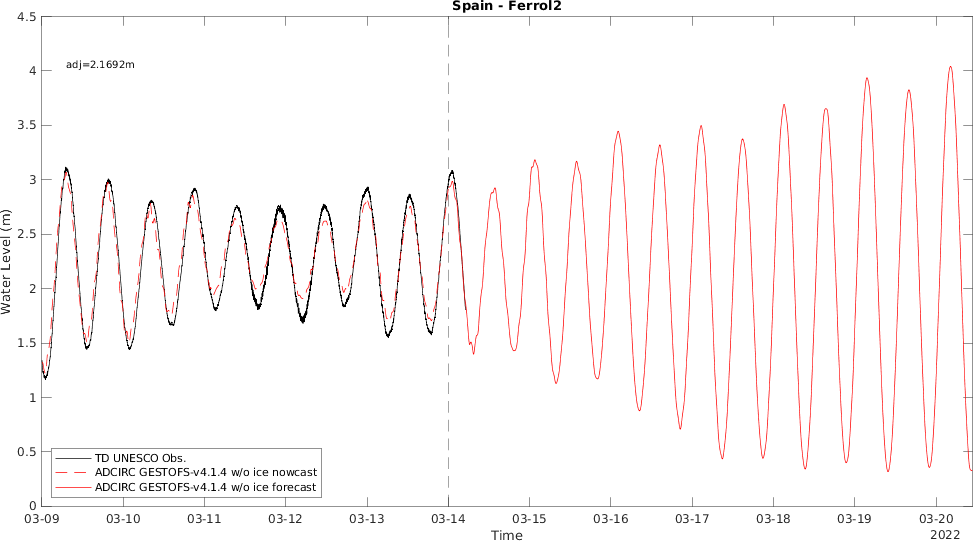 Spain - Ferrol2
4.5
4
3.5
3
2.5
2
1.5
1
0.5
0
Water Level (m)
adj=2.1692m
TD UNESCO Obs.
ADCIRC GESTOFS-v4.1.4 w/o ice nowcast
ADCIRC GESTOFS-v4.1.4 w/o ice forecast
03-09 03-10 03-11 03-12 03-13 03-14 03-15 03-16 03-17 03-18 03-19 03-20
2022
Time